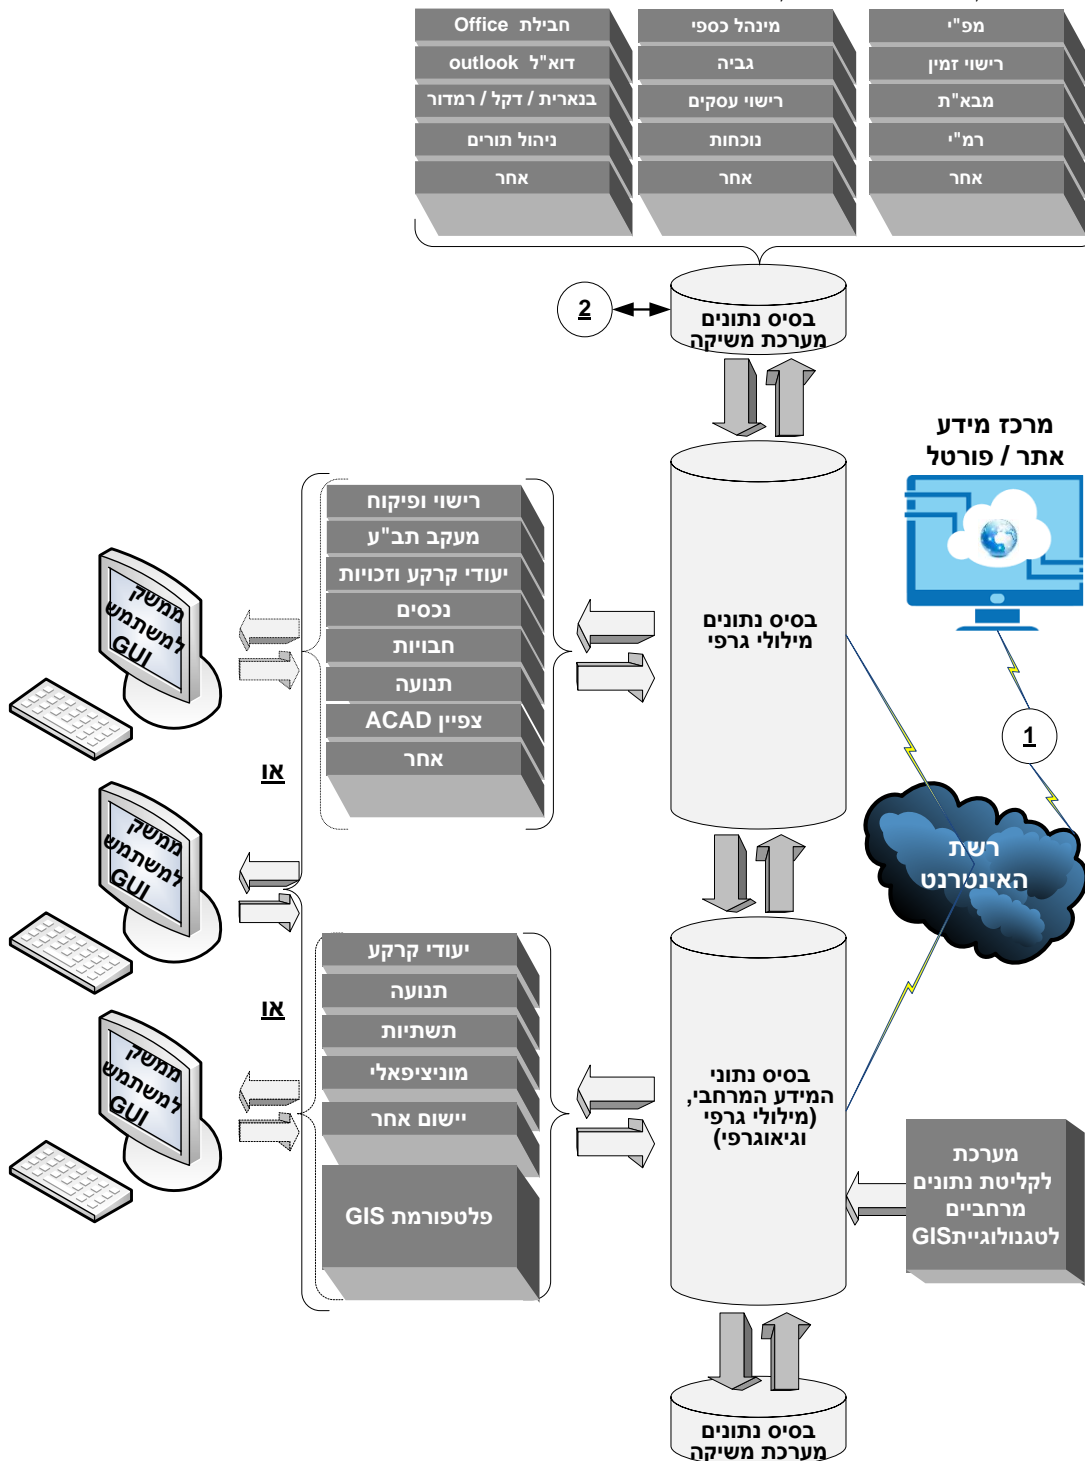 מפ"י
רישוי זמין
מבא"ת
רמ"י
אחר
מינהל כספי
גביה
רישוי עסקים
נוכחות
אחר
חבילת Office
דוא"ל outlook
בנארית / דקל / רמדור
ניהול תורים
אחר
2
בסיס נתונים
מערכת משיקה
מרכז מידע
אתר / פורטל
1
רשת
האינטרנט
בסיס נתונים
מילולי גרפי
רישוי ופיקוח
מעקב תב"ע
יעודי קרקע וזכויות
נכסים
חבויות
תנועה
צפיין ACAD
אחר
ממשק
למשתמש
GUI
או
ממשק
למשתמש
GUI
או
ממשק
למשתמש
GUI
יעודי קרקע
תנועה
תשתיות
מוניציפאלי
יישום אחר
פלטפורמת GIS
בסיס נתוני
המידע המרחבי,
(מילולי גרפי
וגיאוגרפי)
מערכת
לקליטת נתונים
מרחביים
לטגנולוגייתGIS
בסיס נתונים
מערכת משיקה